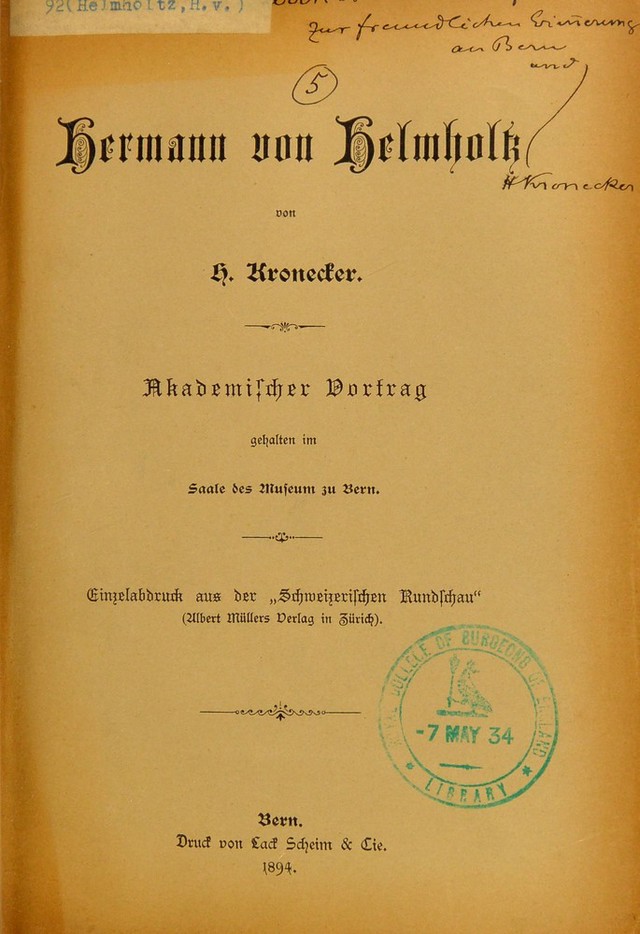 92(Helmholtz,H.v.)
zur freundlichen Erinnerung
an Bern
und
5
Hermann von Helmholtz
HKronecker
von
H. Kronecker.
Akademiſcher Vortrag
gehalten im
Saale des Muſeum zu Bern.
Einzelabdruck aus der „Schweizeriſchen Rundſchau“
(Albert Müllers Verlag in Zürich).
ROYAL COLLEGE OF SURGEONS OF ENGLAND
-7 MAY 34
* LIBRARY *
Bern.
Druck von Lack Scheim & Cie.
1894.